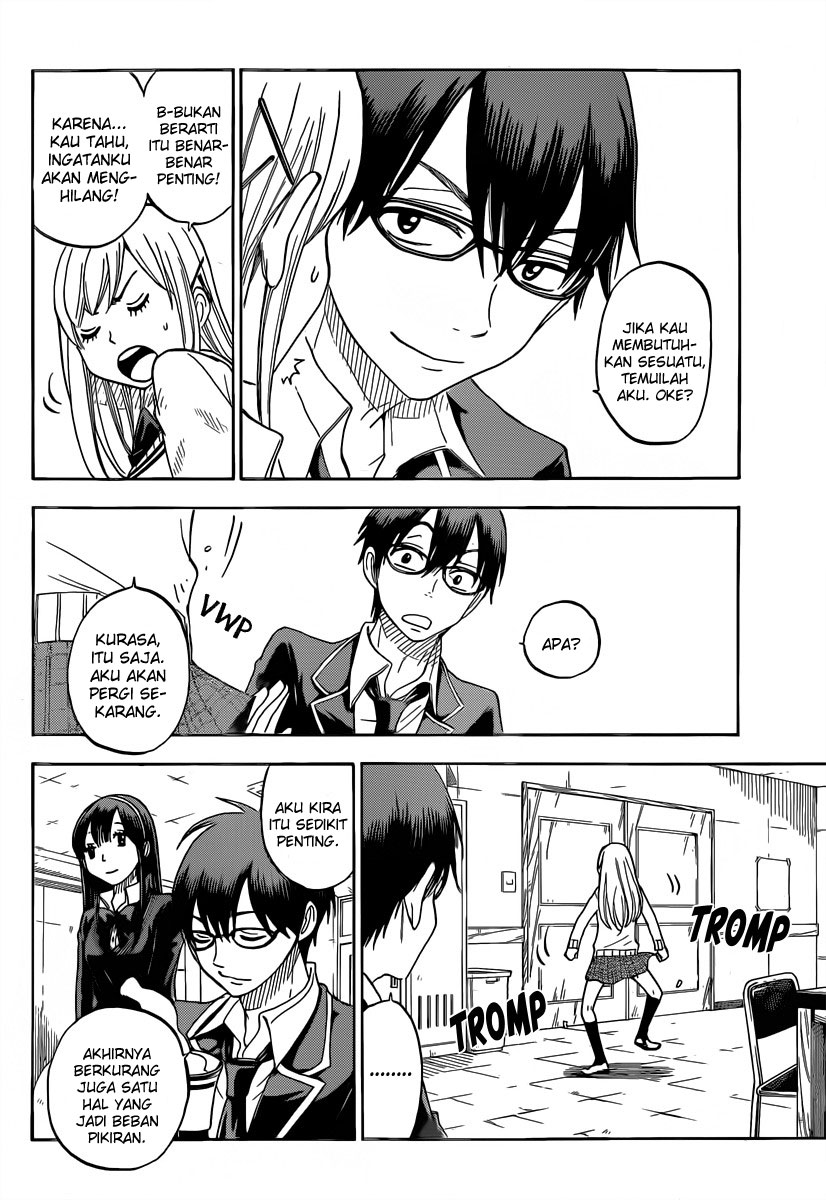 JIKA KAU
MEMBUTUH-
KAN SESUATU,
TEMUILAH
AKU. OKE?
B-BUKAN
BERARTI
ITU BENAR-
BENAR
PENTING!
KARENA...
KAU TAHU,
INGATANKU
AKAN MENG-
HILANG!
APA?
VWP
KURASA,
ITU SAJA.
AKU AKAN
PERGI SE-
KARANG.
TROMP
TROMP
.........
AKU KIRA
ITU SEDIKIT
PENTING.
AKHIRNYA
BERKURANG
JUGA SATU
HAL YANG
JADI BEBAN
PIKIRAN.